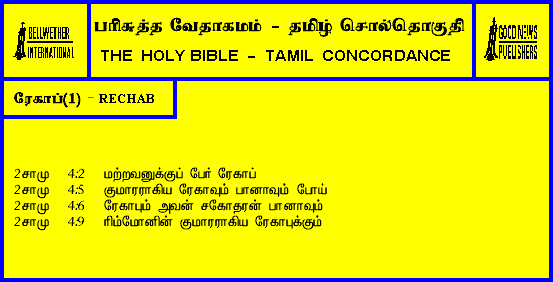 BELLWETHER
INTERNATIONAL
பரிசுத்த வேதாகமம் - தமிழ் சொல்தொகுதி
THE HOLY BIBLE - TAMIL CONCORDANCE
GOOD NEWS
PUBLISHERS
ரேகாப்(1) - RECHAB
2சாமு 4:2 மற்றவனுக்குப் பேர் ரேகாப்
2சாமு 4:5 குமாரராகிய ரேகாவும் பானாவும் போய்
2சாமு 4:6 ரேகாபும் அவன் சகோதரன் பானாவும்
2சாமு 4:9 ரிம்மோனின் குமாரராகிய ரேகாபுக்கும்